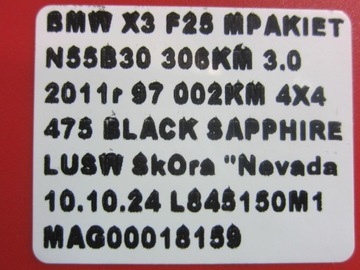 BMW X3 F25 MPAKIET
N55B30 306KM 3.0
2011r 97 002KM 4X4
475 BLACK SAPPHIRE
LUSW SkOra "Nevada
10.10.24 L845150M1
MAG00018159